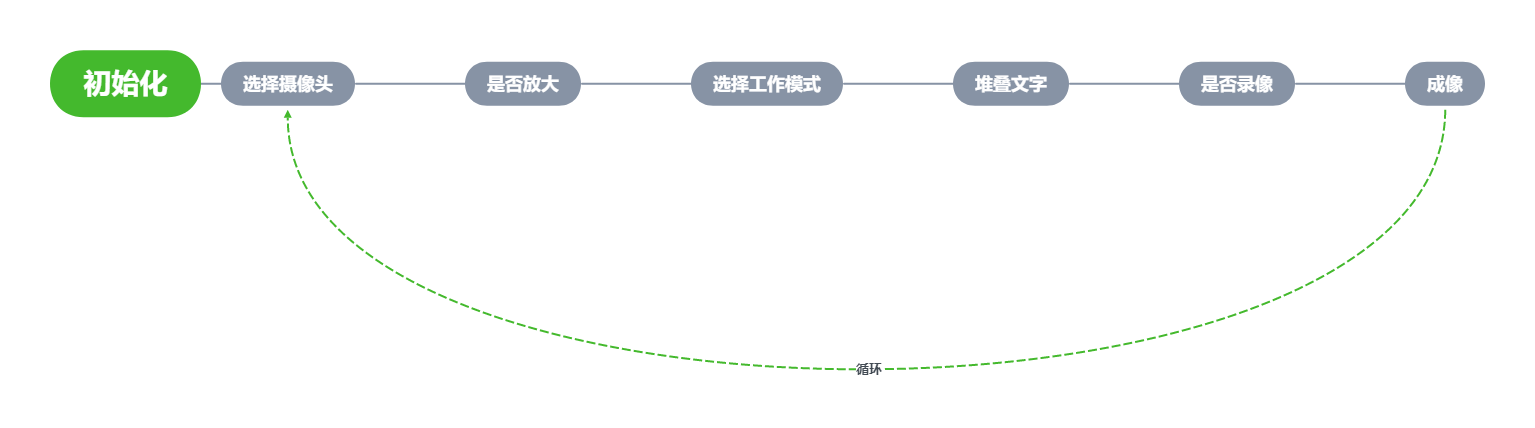 初始化
选择摄像头
是否放大
选择工作模式
堆叠文字
是否录像
成像
循环